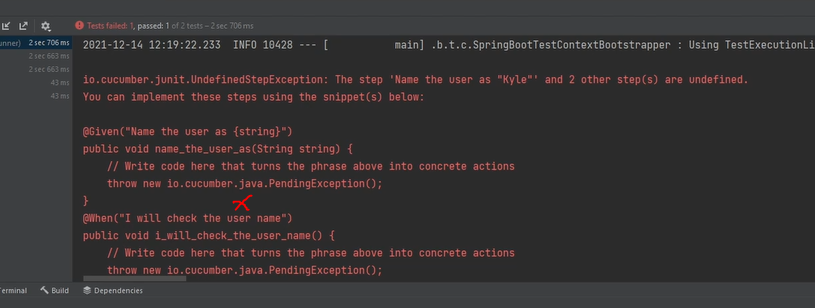 Tests failed: 1, passed: 1 of 2 tests – 2 sec 706 ms
unner) 2 sec 706 ms
2 sec 663 ms
2 sec 663 ms
43 ms
43 ms
2021-12-14 12:19:22.233  INFO 10428 --- [           main] .b.t.c.SpringBootTestContextBootstrapper : Using TestExecutionLi
io.cucumber.junit.UndefinedStepException: The step 'Name the user as "Kyle"' and 2 other step(s) are undefined.
You can implement these steps using the snippet(s) below:
@Given("Name the user as {string}")
public void name_the_user_as(String string) {
    // Write code here that turns the phrase above into concrete actions
    throw new io.cucumber.java.PendingException();
}
@When("I will check the user name")
public void i_will_check_the_user_name() {
    // Write code here that turns the phrase above into concrete actions
    throw new io.cucumber.java.PendingException();
Terminal Build Dependencies